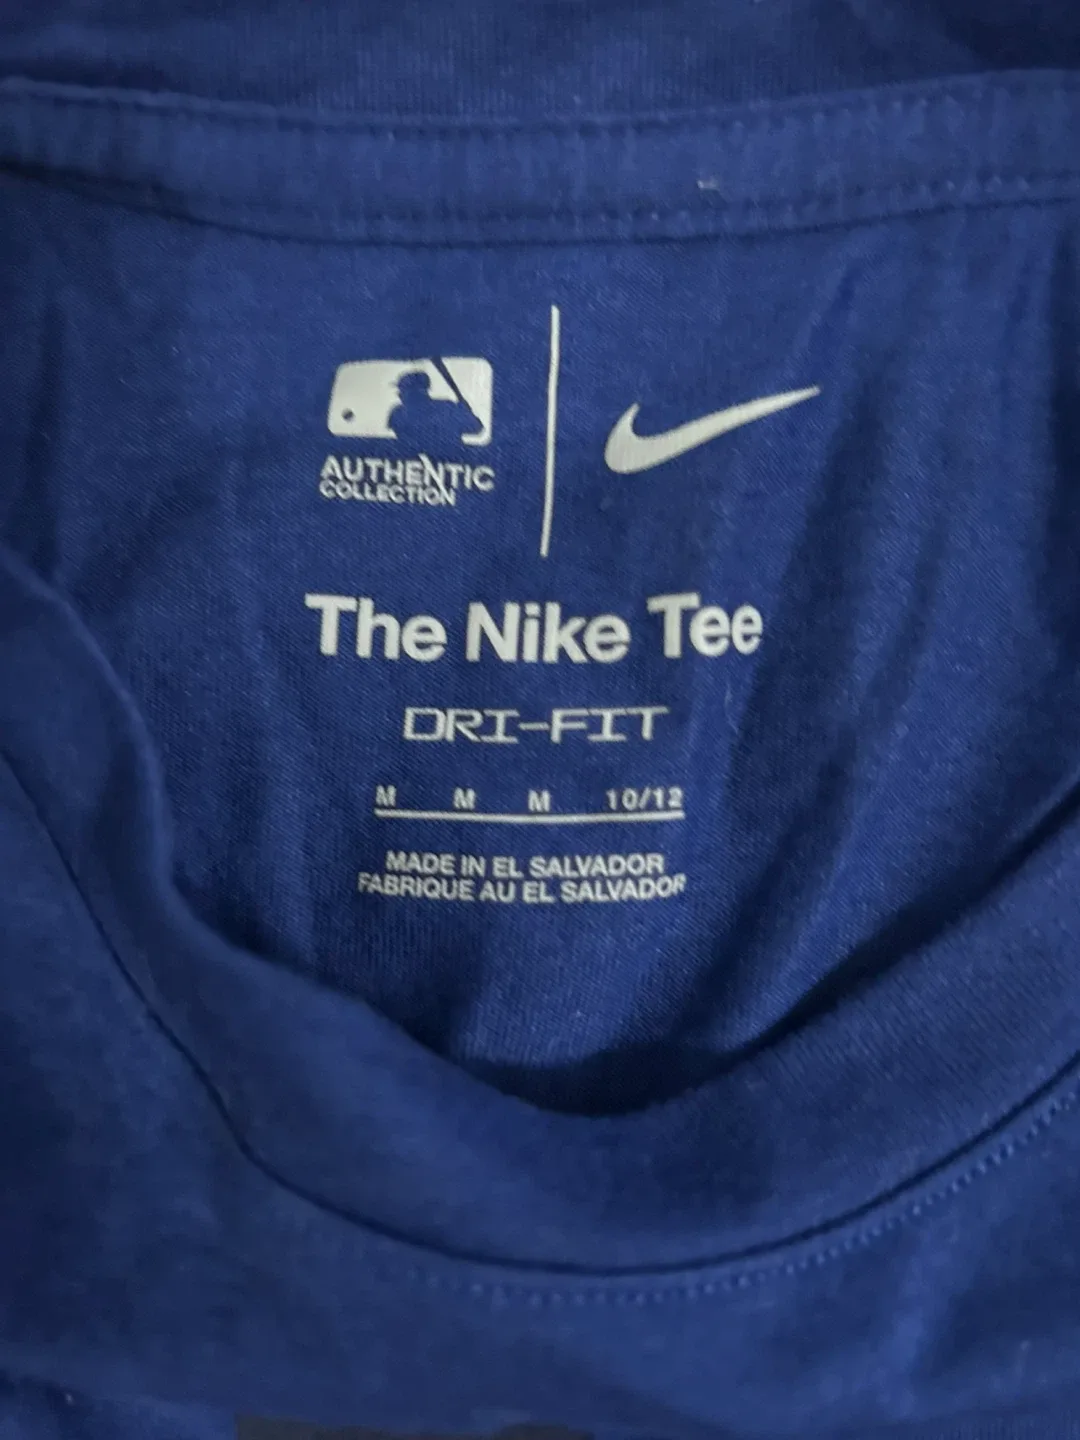 AUTHENTIC
COLLECTION
The Nike Tee
DRI-FIT
M M M 10/12
MADE IN EL SALVADOR
FABRIQUE AU EL SALVADOR